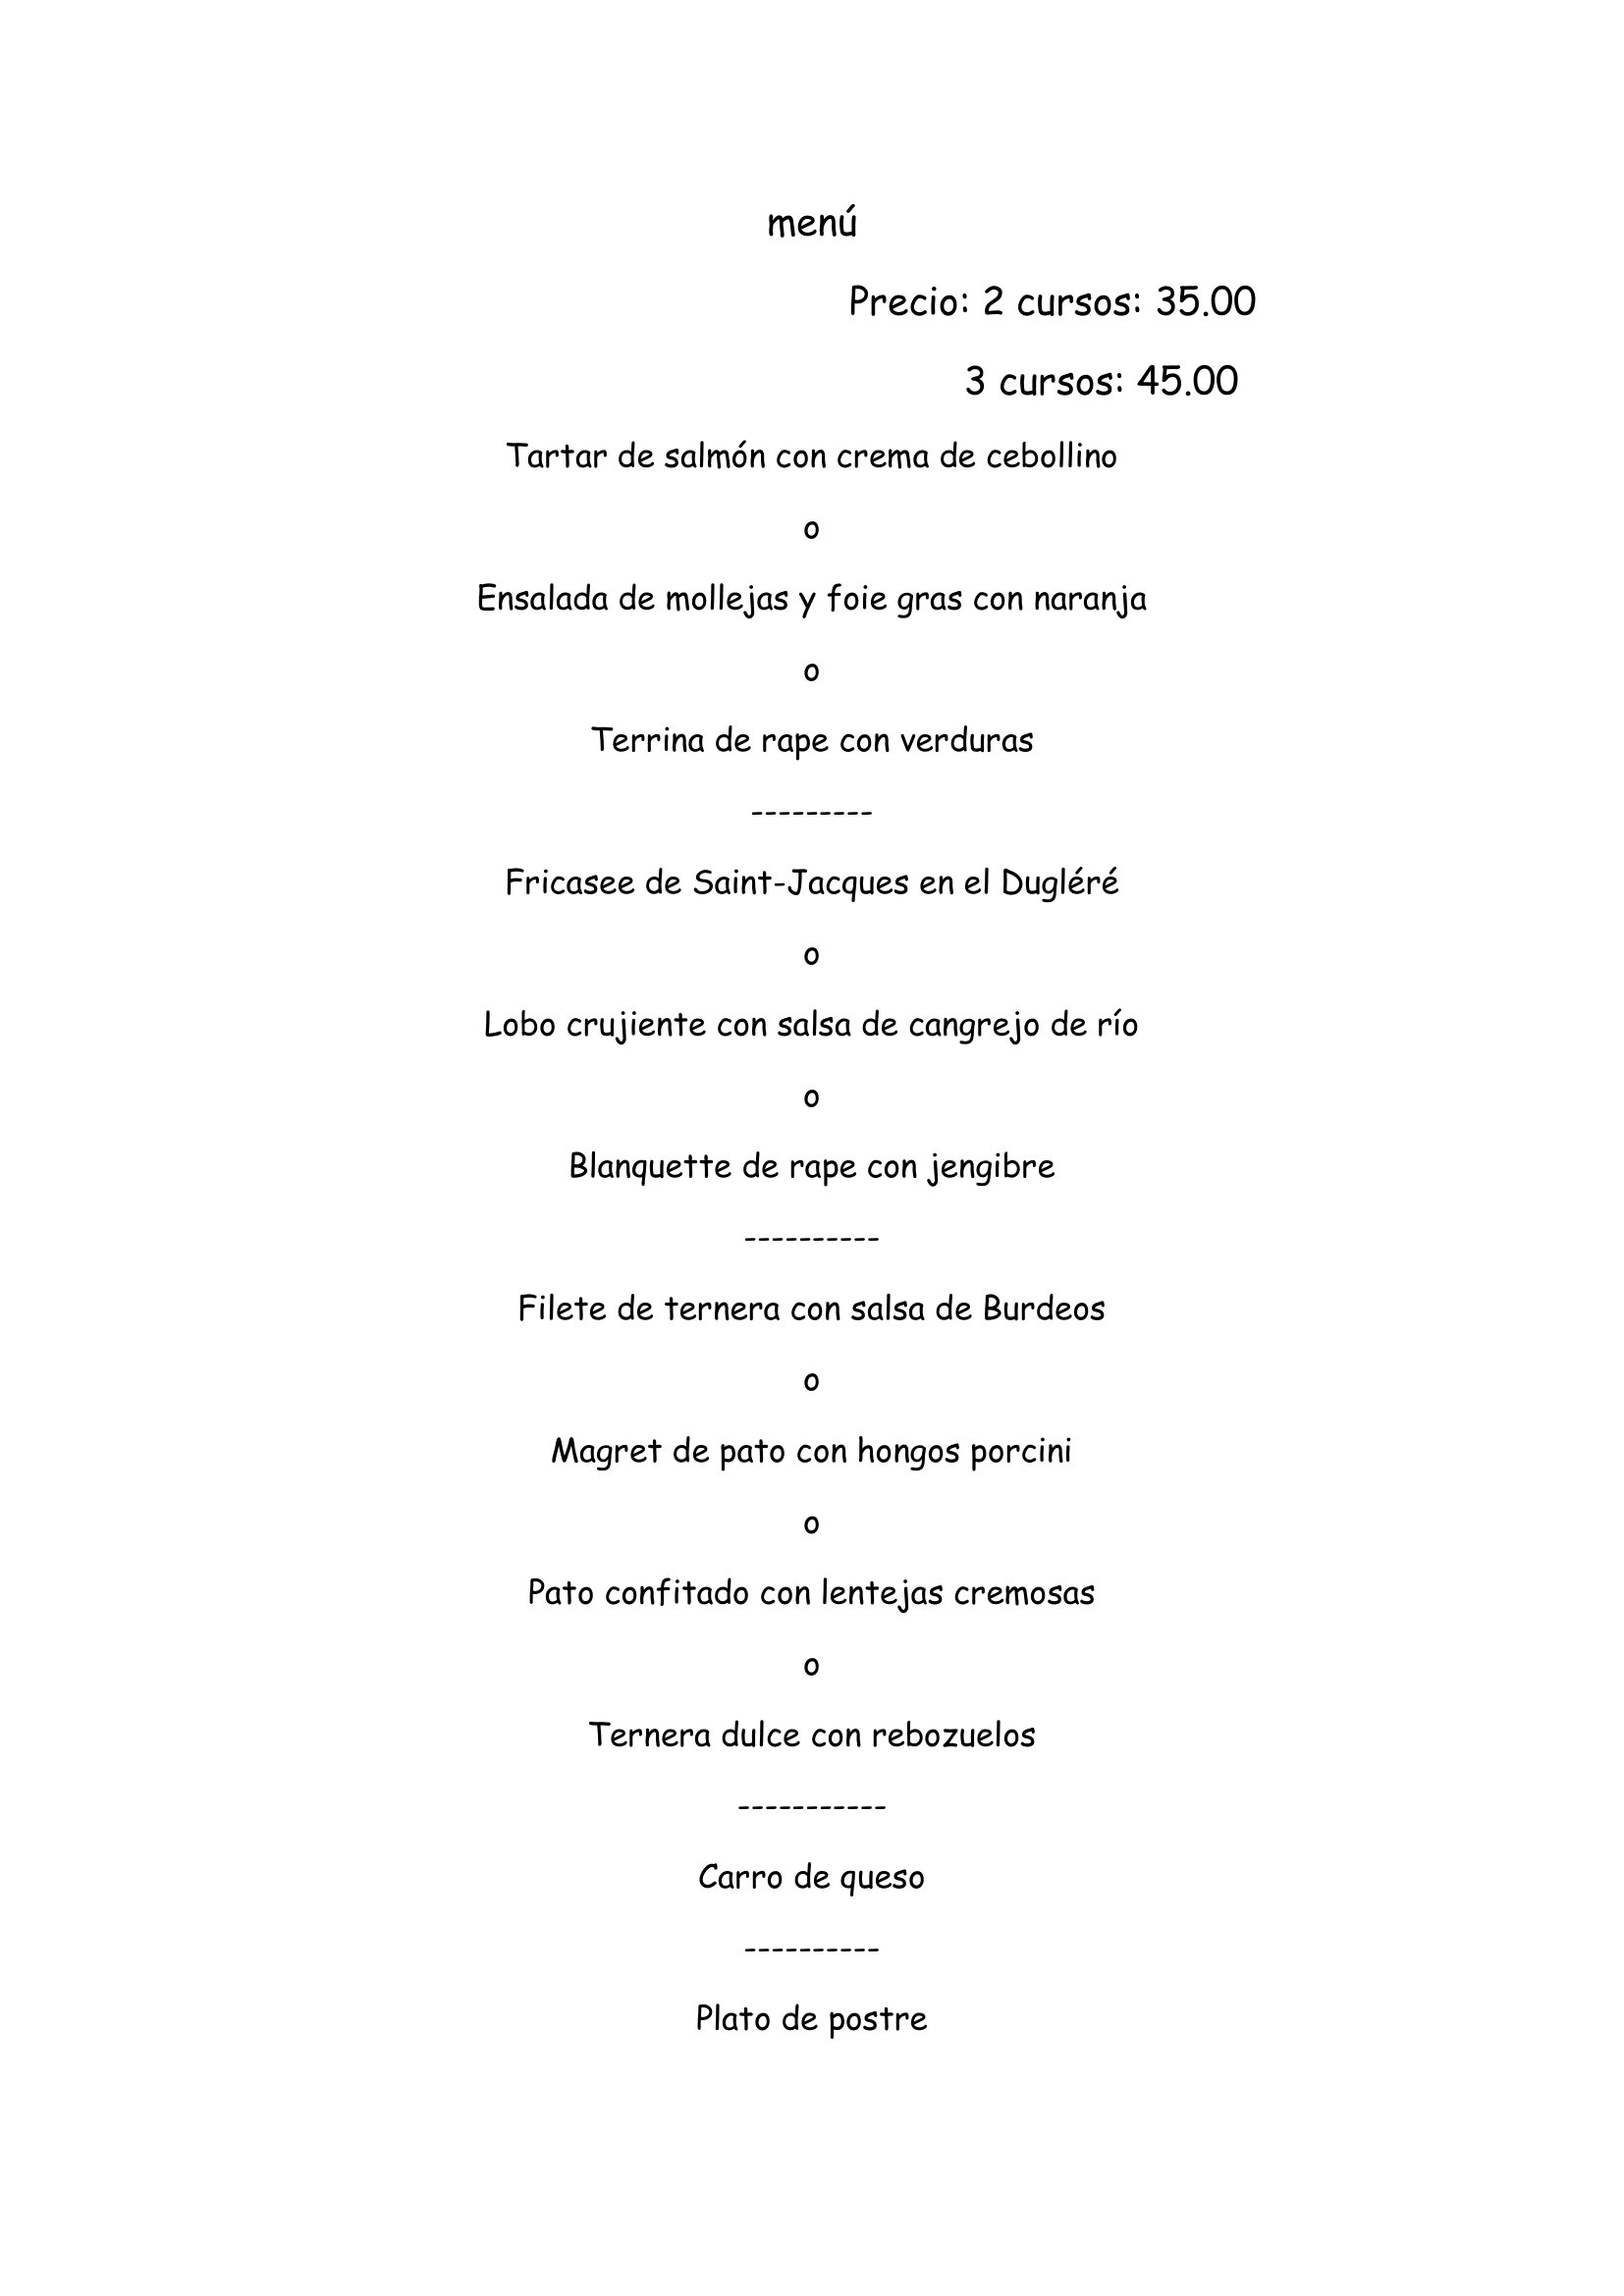 menú
Precio: 2 cursos: 35.00
3 cursos: 45.00
Tartar de salmón con crema de cebollino
o
Ensalada de mollejas y foie gras con naranja
o
Terrina de rape con verduras
---------
Fricasee de Saint-Jacques en el Dugléré
o
Lobo crujiente con salsa de cangrejo de río
o
Blanquette de rape con jengibre
----------
Filete de ternera con salsa de Burdeos
o
Magret de pato con hongos porcini
o
Pato confitado con lentejas cremosas
o
Ternera dulce con rebozuelos
-----------
Carro de queso
----------
Plato de postre